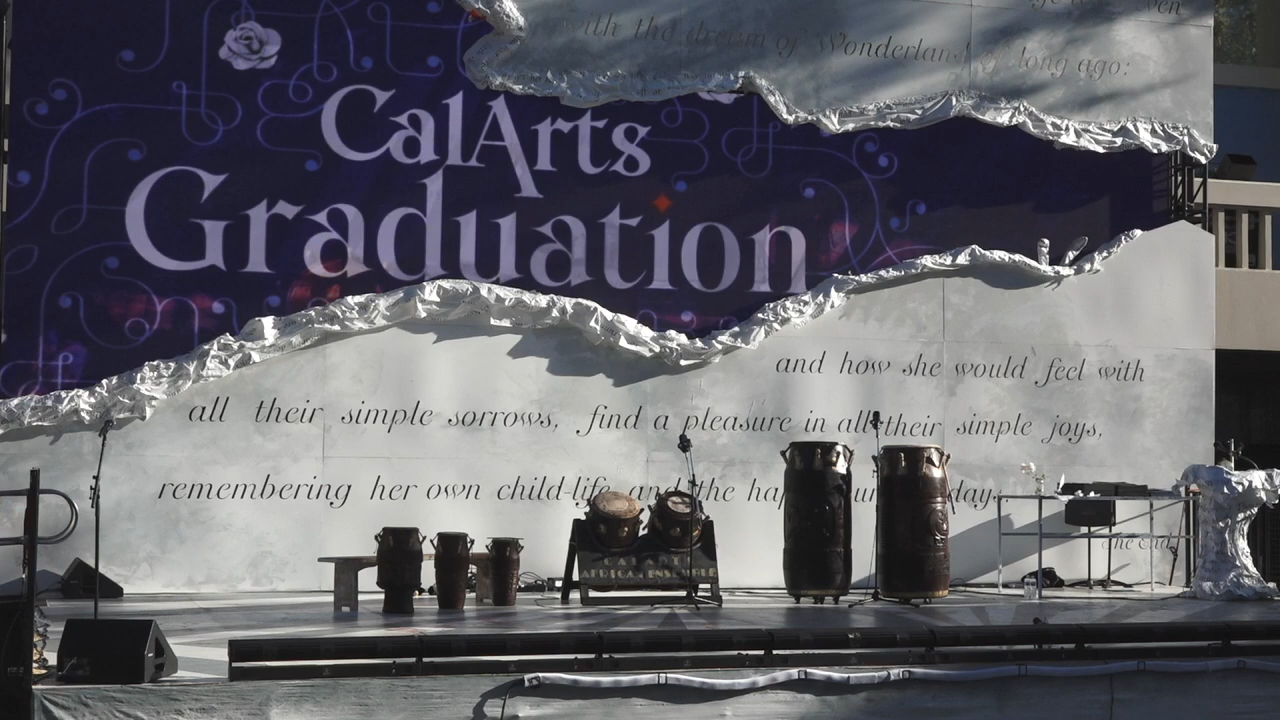 with the dream of Wonderland of long ago:
CalArts
Graduation
and how she would feel with
all their simple sorrows, find a pleasure in all their simple joys,
remembering her own child-life, and the day.
CALARTS
AFRICAN ENSEMBLE
The End